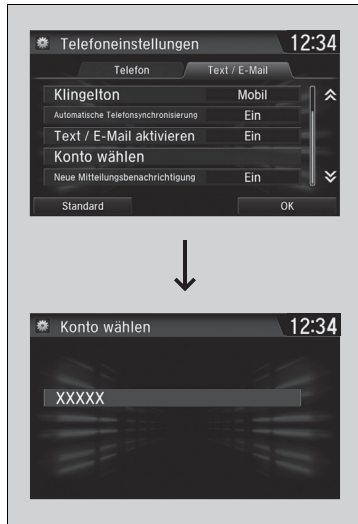 Telefoneinstellungen 12:34
Telefon Text / E-Mail
Klingelton Mobil
Automatische Telefonsynchronisierung Ein
Text / E-Mail aktivieren Ein
Konto wählen
Neue Mitteilungsbenachrichtigung Ein
Standard OK
Konto wählen 12:34
XXXXX